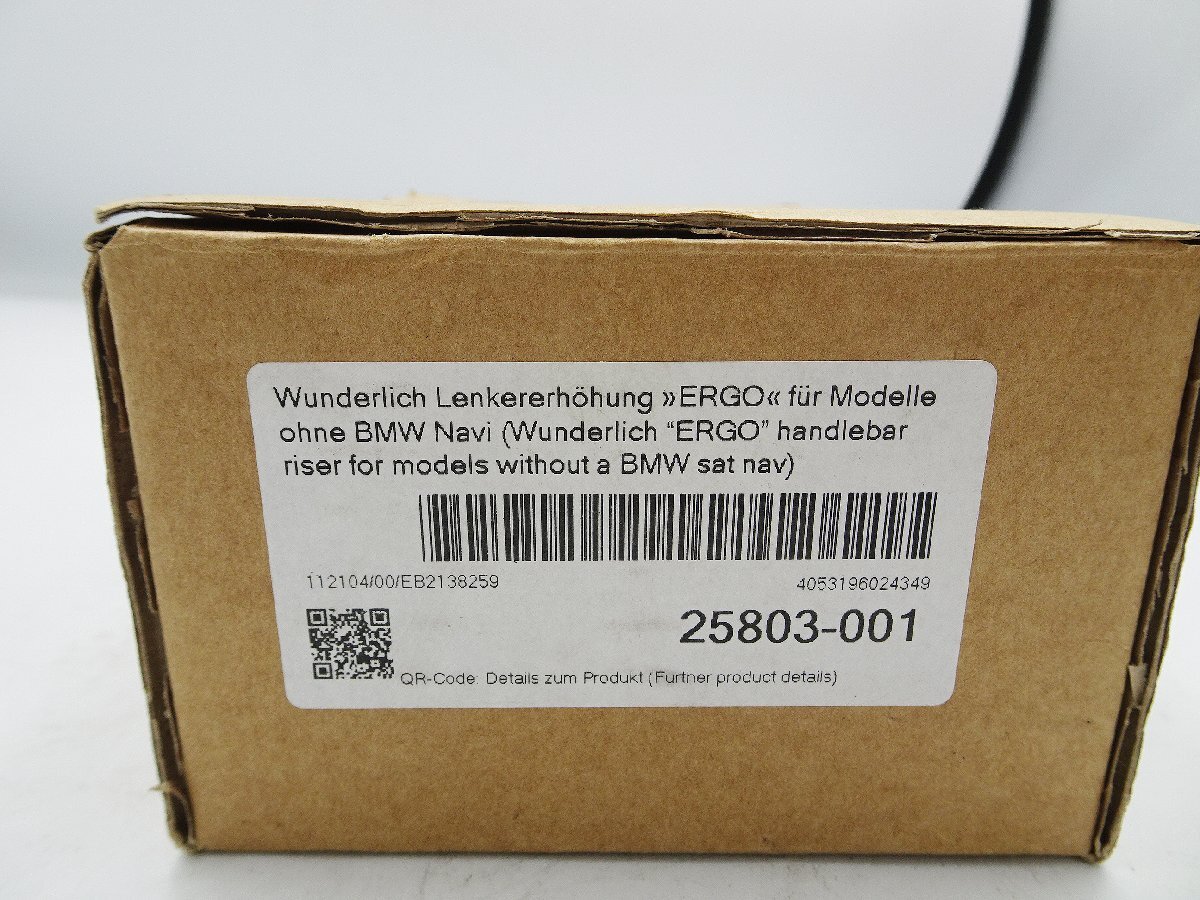 Wunderlich Lenkererhöhung »ERGO« für Modelle
ohne BMW Navi (Wunderlich “ERGO” handlebar
riser for models without a BMW sat nav)
112104/00/EB2138259
4053196024349
25803-001
QR-Code: Details zum Produkt (Further product details)